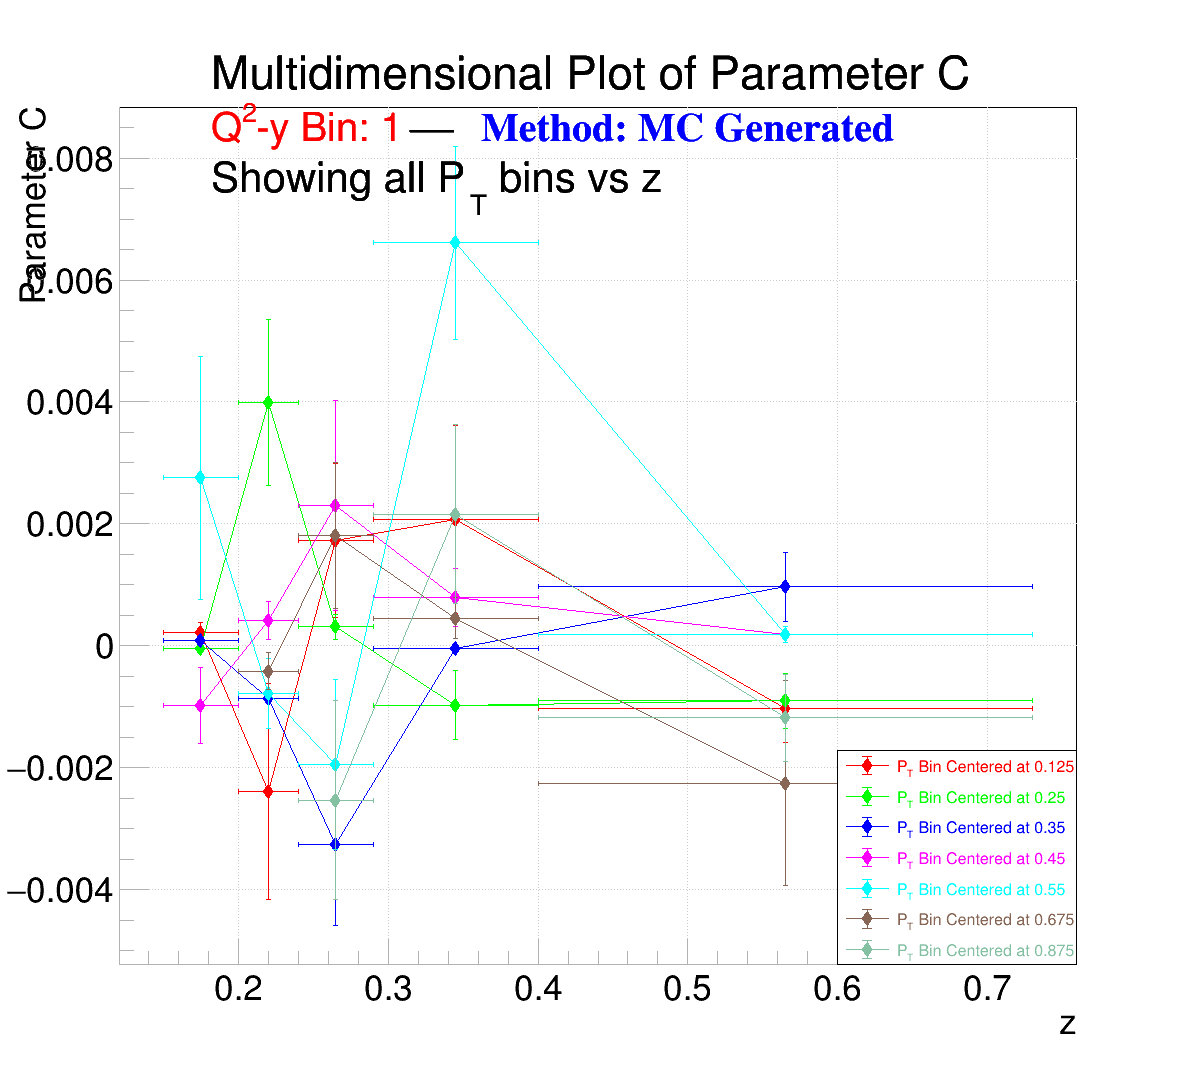 Multidimensional Plot of Parameter C
Q2-y Bin: 1 — Method: MC Generated
Showing all PT bins vs z
Parameter C
0.008
0.006
0.004
0.002
0
−0.002
−0.004
PT Bin Centered at 0.125
PT Bin Centered at 0.25
PT Bin Centered at 0.35
PT Bin Centered at 0.45
PT Bin Centered at 0.55
PT Bin Centered at 0.675
PT Bin Centered at 0.875
0.2 0.3 0.4 0.5 0.6 0.7
z